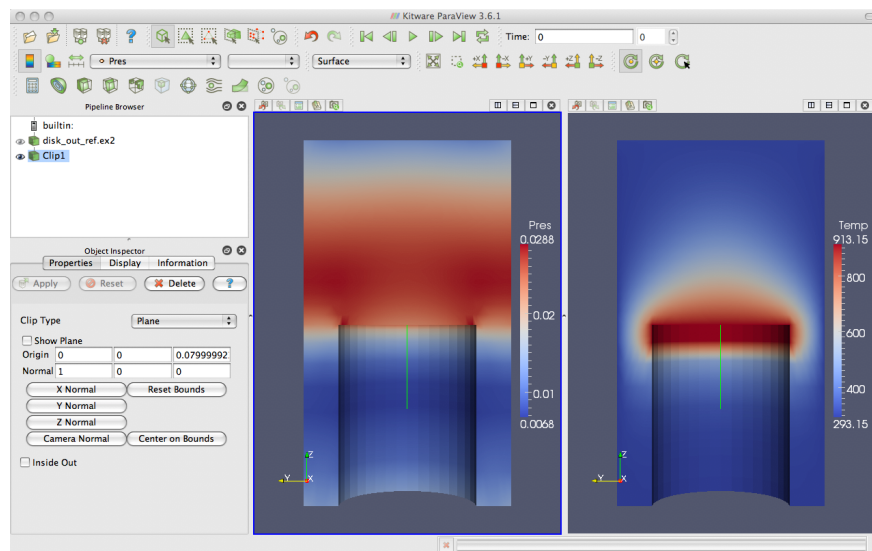 Kitware ParaView 3.6.1
Time: 0
0
Pres
Surface
+X
-X
+Y
-Y
+Z
-Z
Pipeline Browser
builtin:
disk_out_ref.ex2
Clip1
Object Inspector
Properties Display Information
Apply Reset Delete ?
Clip Type Plane
Show Plane
Origin 0 0 0.07999992
Normal 1 0 0
X Normal Reset Bounds
Y Normal
Z Normal
Camera Normal Center on Bounds
Inside Out
Pres
0.0288
0.02
0.01
0.0068
Z
Y X
Temp
913.15
800
600
400
293.15
Z
Y X